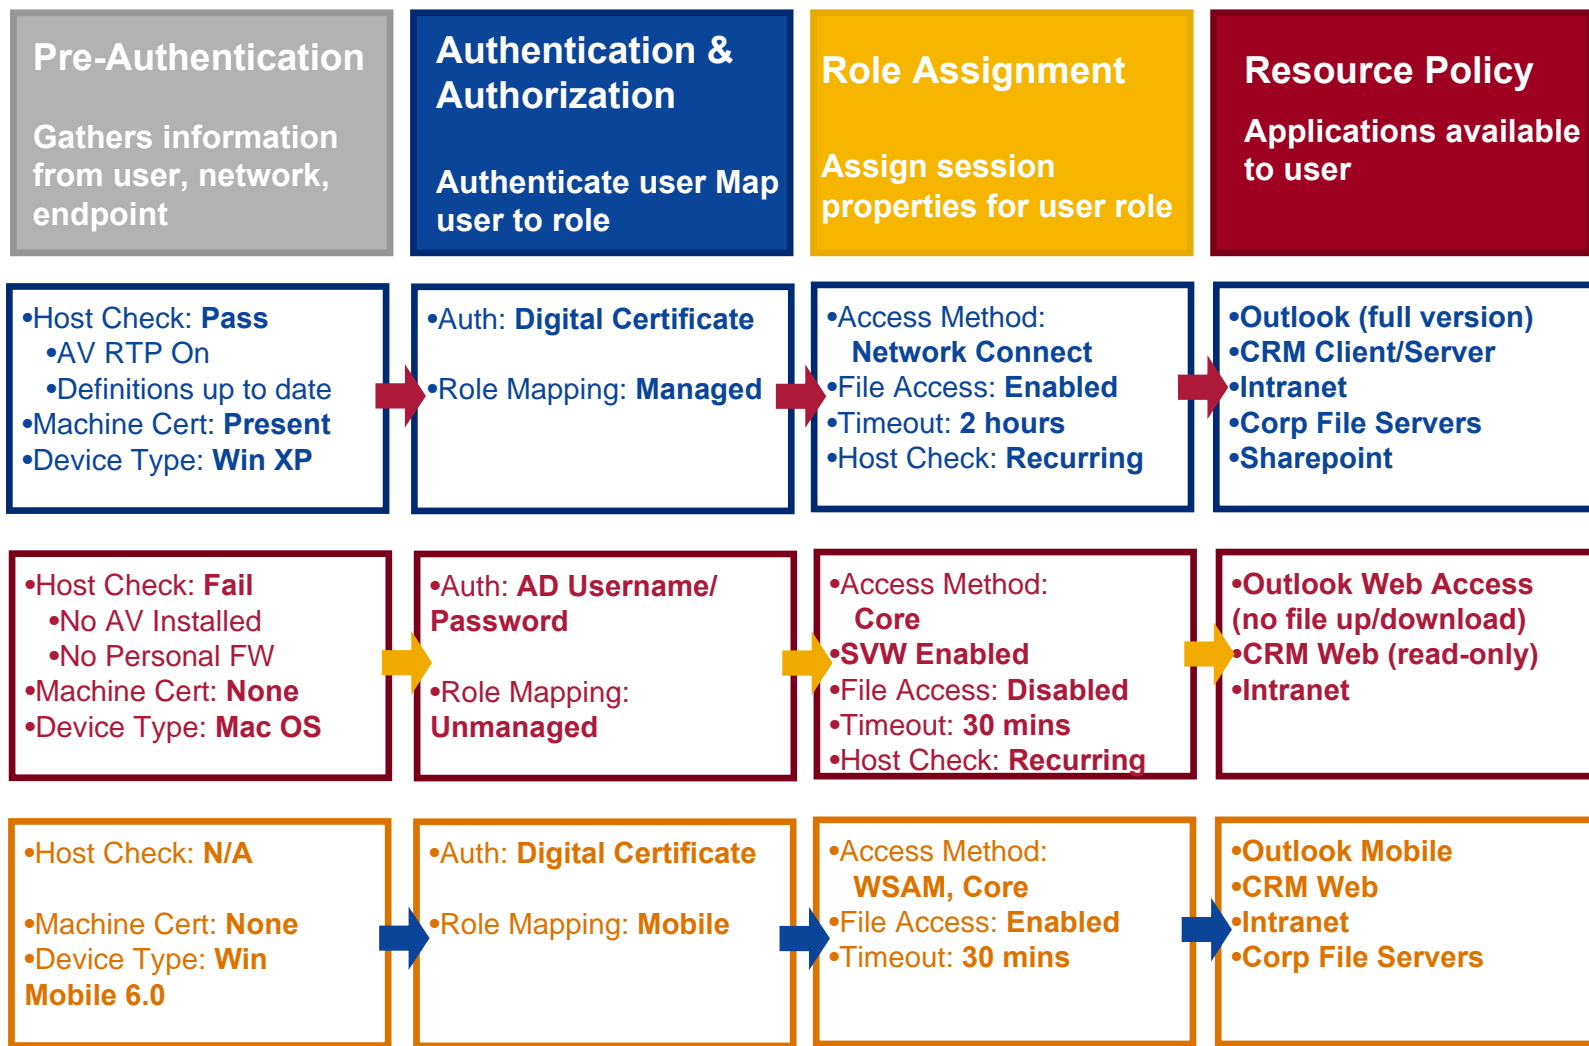 Pre-Authentication
Gathers information
from user, network,
endpoint
Authentication &
Authorization
Authenticate user Map
user to role
Role Assignment
Assign session
properties for user role
Resource Policy
Applications available
to user
•Host Check: Pass
•AV RTP On
•Definitions up to date
•Machine Cert: Present
•Device Type: Win XP
•Auth: Digital Certificate
•Role Mapping: Managed
•Access Method:
Network Connect
•File Access: Enabled
•Timeout: 2 hours
•Host Check: Recurring
•Outlook (full version)
•CRM Client/Server
•Intranet
•Corp File Servers
•Sharepoint
•Host Check: Fail
•No AV Installed
•No Personal FW
•Machine Cert: None
•Device Type: Mac OS
•Auth: AD Username/
Password
•Role Mapping:
Unmanaged
•Access Method:
Core
•SVW Enabled
•File Access: Disabled
•Timeout: 30 mins
•Host Check: Recurring
•Outlook Web Access
(no file up/download)
•CRM Web (read-only)
•Intranet
•Host Check: N/A
•Machine Cert: None
•Device Type: Win
Mobile 6.0
•Auth: Digital Certificate
•Role Mapping: Mobile
•Access Method:
WSAM, Core
•File Access: Enabled
•Timeout: 30 mins
•Outlook Mobile
•CRM Web
•Intranet
•Corp File Servers